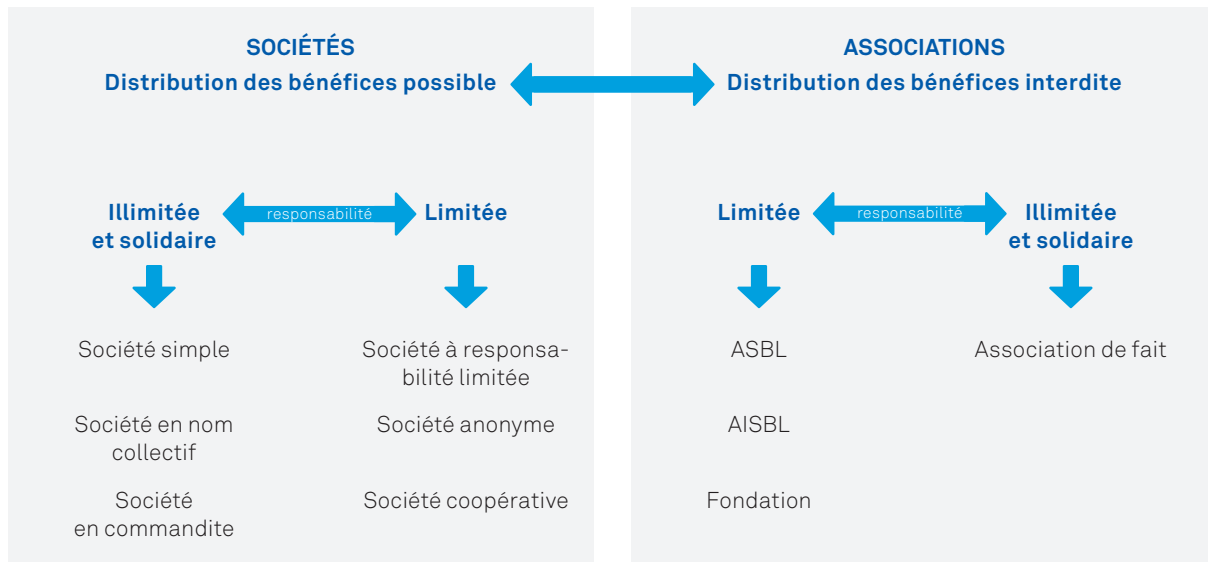 SOCIÉTÉS
Distribution des bénéfices possible
Illimitée
et solidaire
responsabilité
Limitée
Société simple
Société en nom
collectif
Société
en commandite
Société à responsa-
bilité limitée
Société anonyme
Société coopérative
ASSOCIATIONS
Distribution des bénéfices interdite
Limitée
responsabilité
Illimitée
et solidaire
ASBL
AISBL
Fondation
Association de fait